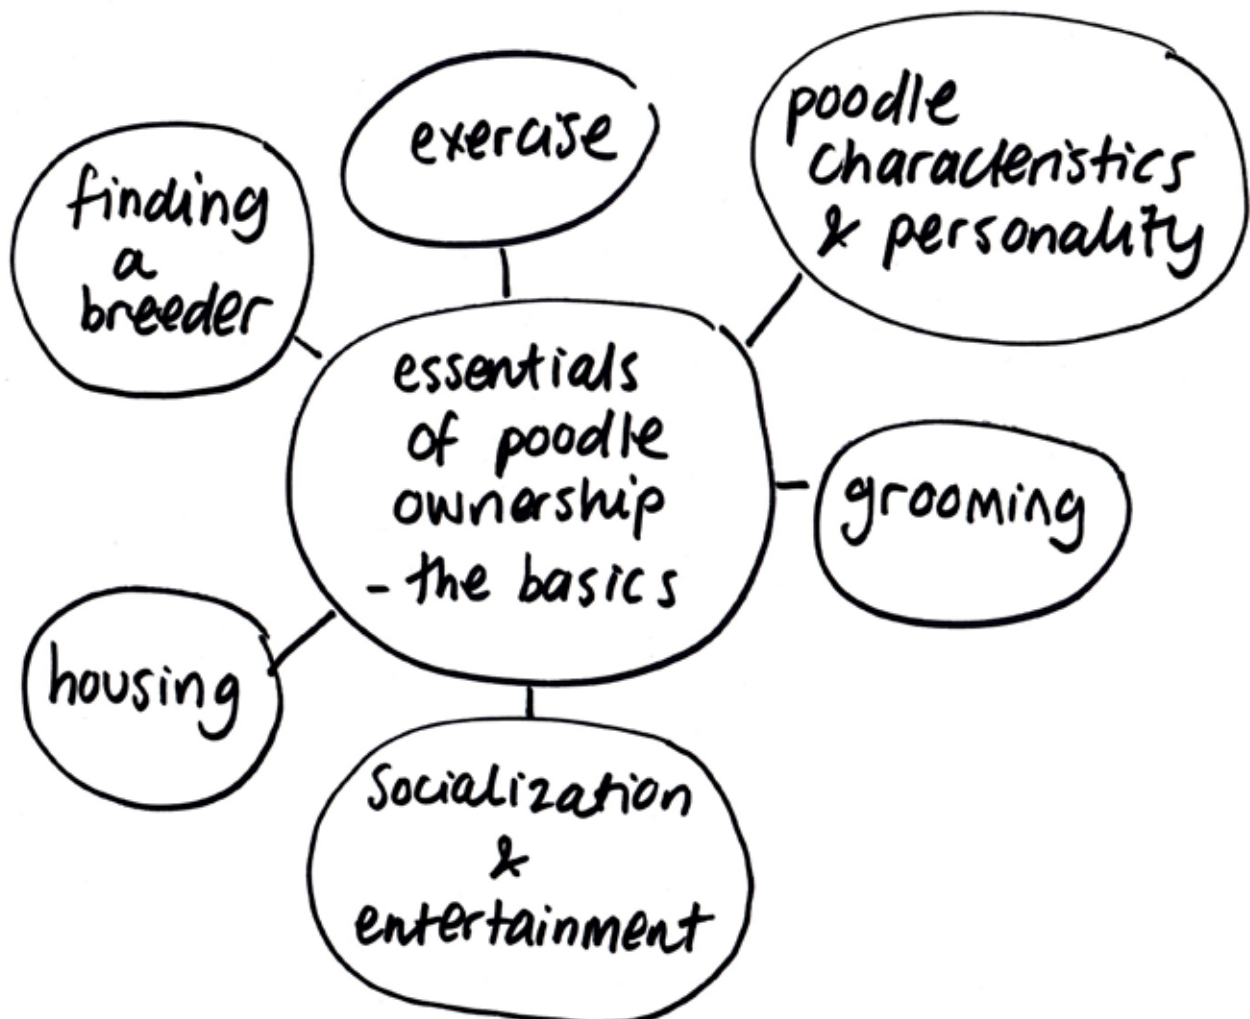 exercise
poodle
characteristics
& personality
finding
a
breeder
essentials
of poodle
ownership
- the basics
grooming
housing
Socialization
&
entertainment